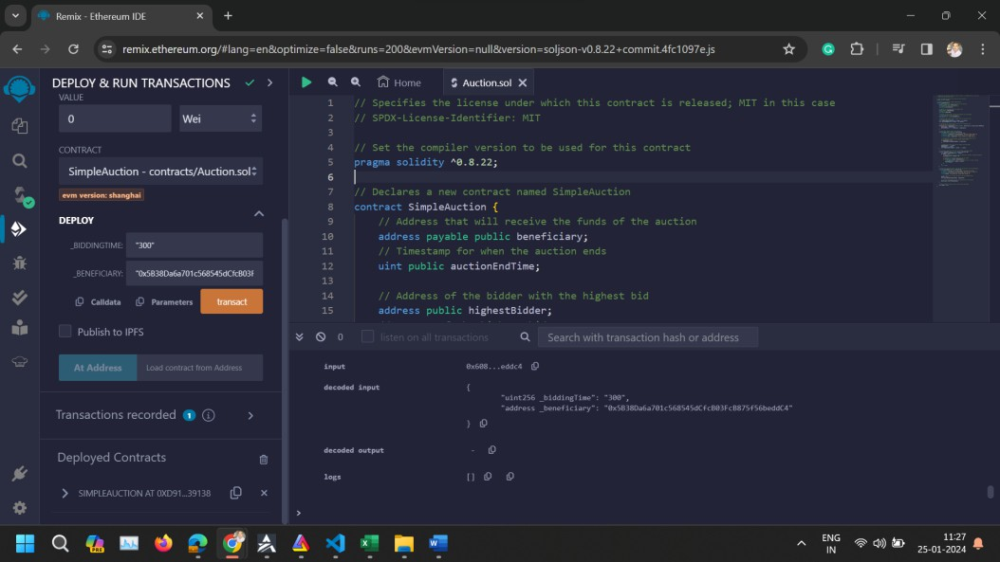 Remix - Ethereum IDE
remix.ethereum.org/#lang=en&optimize=false&runs=200&evmVersion=null&version=soljson-v0.8.22+commit.4fc1097e.js
DEPLOY & RUN TRANSACTIONS
VALUE
0 Wei
CONTRACT
SimpleAuction - contracts/Auction.sol
evm version: shanghai
DEPLOY
_BIDDINGTIME: "300"
_BENEFICIARY: "0x5B38Da6a701c568545dCfcB03F
Calldata Parameters transact
Publish to IPFS
At Address Load contract from Address
Transactions recorded 1 i
Deployed Contracts
SIMPLEAUCTION AT 0XD91...39138
Home Auction.sol
1 // Specifies the license under which this contract is released; MIT in this case
2 // SPDX-License-Identifier: MIT
3
4 // Set the compiler version to be used for this contract
5 pragma solidity ^0.8.22;
6
7 // Declares a new contract named SimpleAuction
8 contract SimpleAuction {
9 // Address that will receive the funds of the auction
10 address payable public beneficiary;
11 // Timestamp for when the auction ends
12 uint public auctionEndTime;
13
14 // Address of the bidder with the highest bid
15 address public highestBidder;
0 listen on all transactions Search with transaction hash or address
input 0x608...eddc4
decoded input {
"uint256 _biddingTime": "300",
"address _beneficiary": "0x5B38Da6a701c568545dCfcB03FcB875f56beddC4"
}
decoded output -
logs []
>
PRE
ENG
IN
11:27
25-01-2024